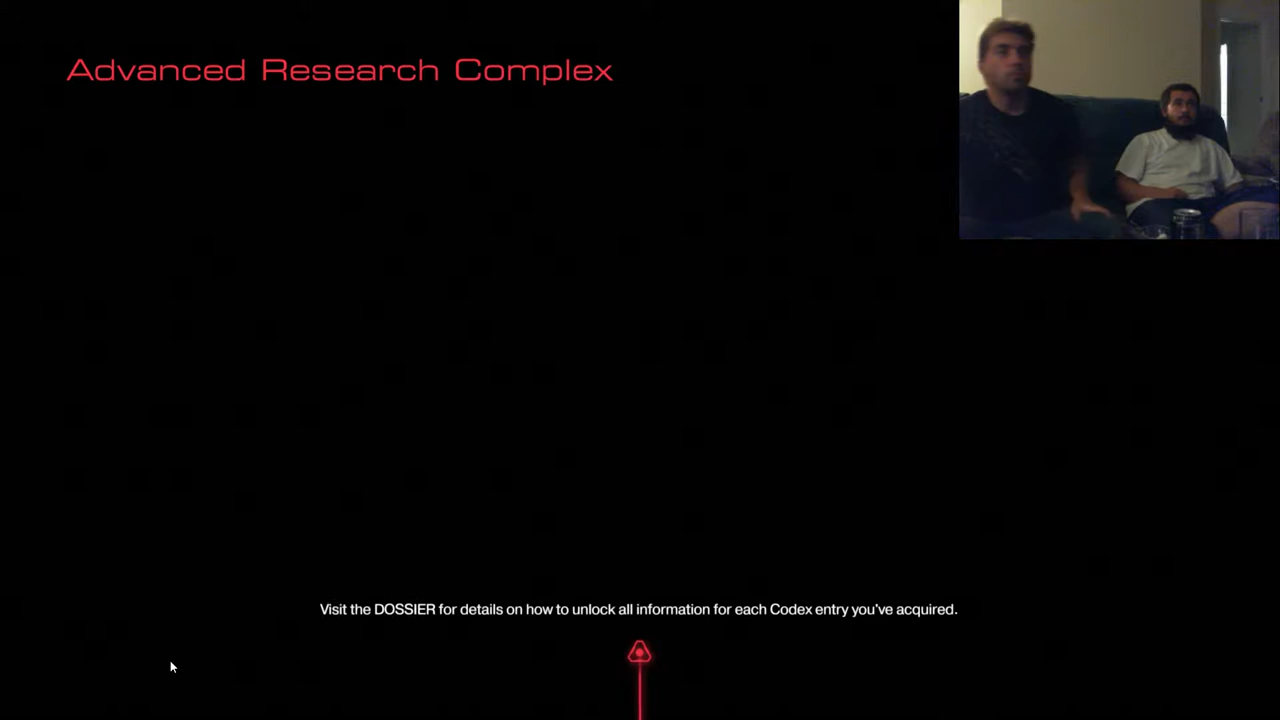 Advanced Research Complex
Visit the DOSSIER for details on how to unlock all information for each Codex entry you've acquired.